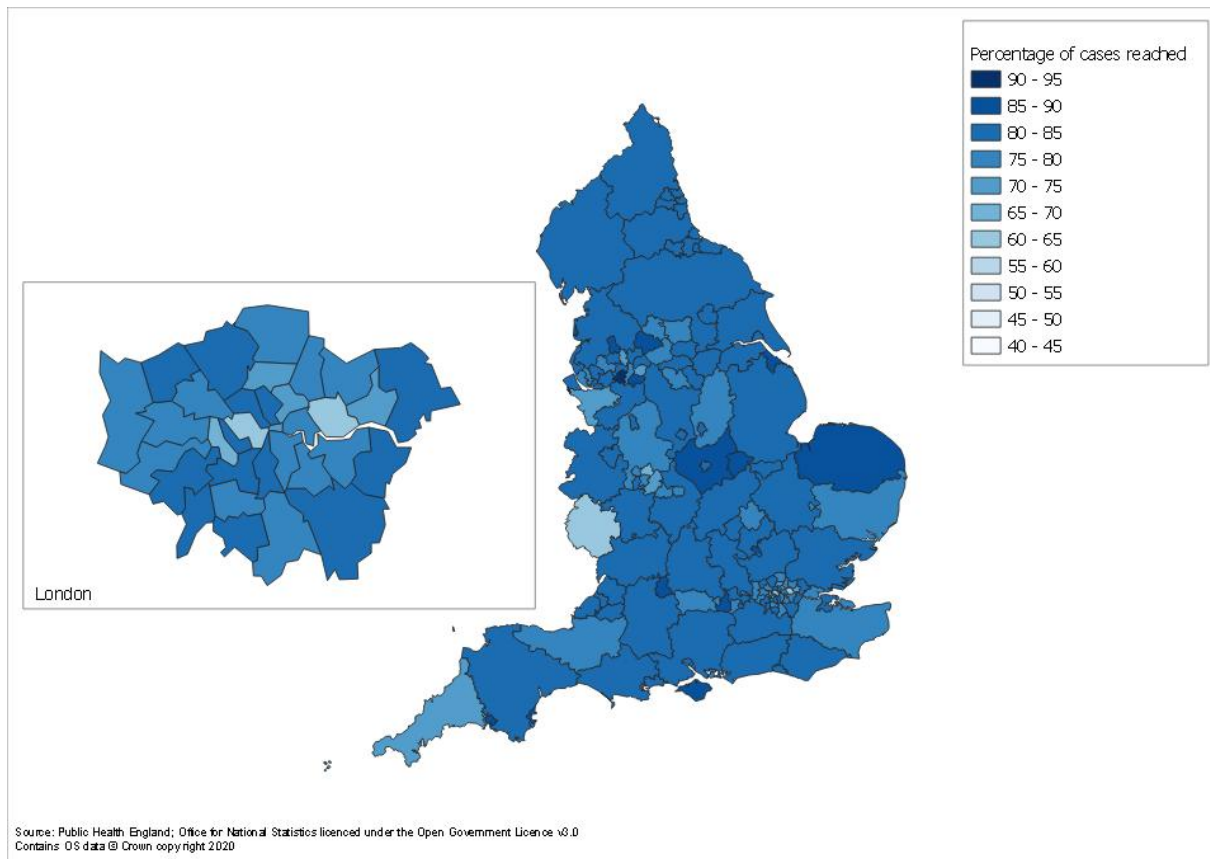 Percentage of cases reached
90 - 95
85 - 90
80 - 85
75 - 80
70 - 75
65 - 70
60 - 65
55 - 60
50 - 55
45 - 50
40 - 45
London
Source: Public Health England; Office for National Statistics licenced under the Open Government Licence v3.0
Contains OS data © Crown copyright 2020